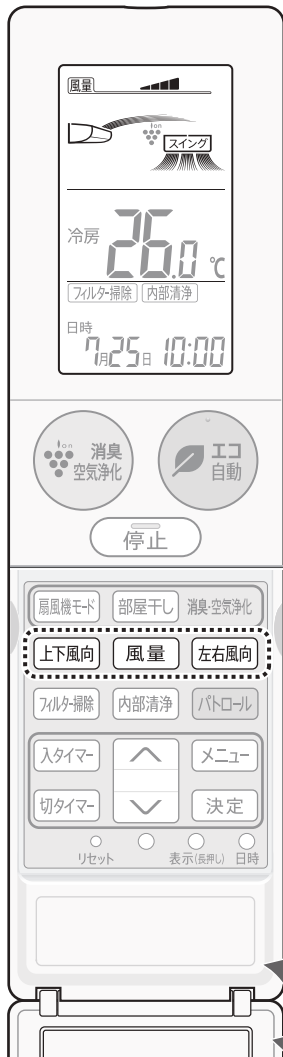 風量
ion
スイング
冷房 26.0 ℃
フィルター掃除 内部清浄
日時
7月25日 10:00
ion 消臭 エコ
空気浄化 自動
停止
扇風機モード 部屋干し 消臭・空気浄化
上下風向 風量 左右風向
フィルター掃除 内部清浄 パトロール
入タイマー メニュー
切タイマー 決定
リセット 表示(長押し) 日時